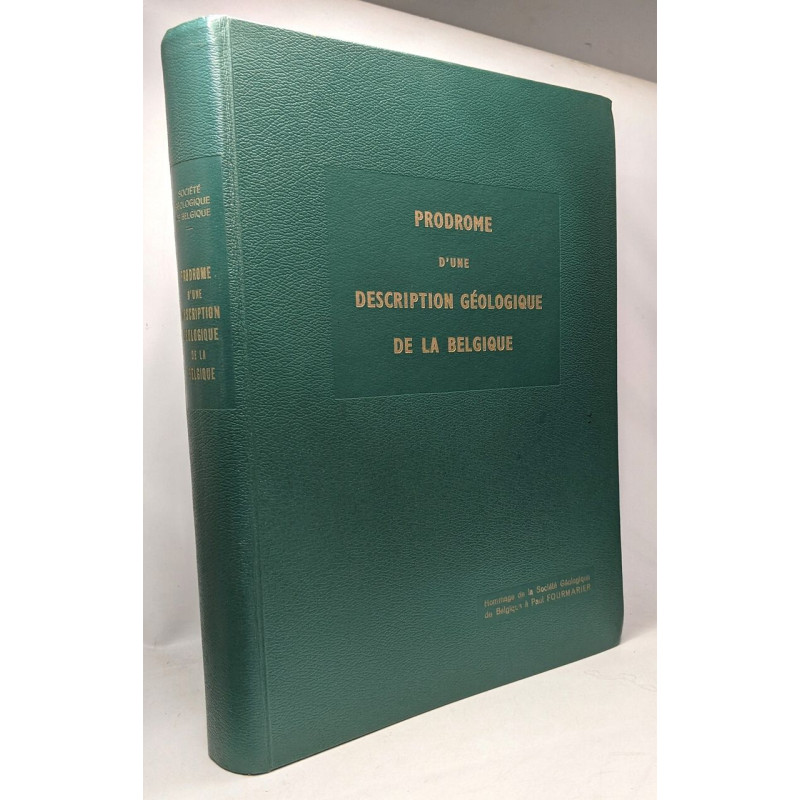 PRODROME
D'UNE
DESCRIPTION GÉOLOGIQUE
DE LA BELGIQUE
Hommage de la Société Géologique
de Belgique à Paul FOURMARIER
SOCIÉTÉ
GÉOLOGIQUE
DE BELGIQUE
PRODROME
D'UNE
DESCRIPTION
GÉOLOGIQUE
DE LA
BELGIQUE